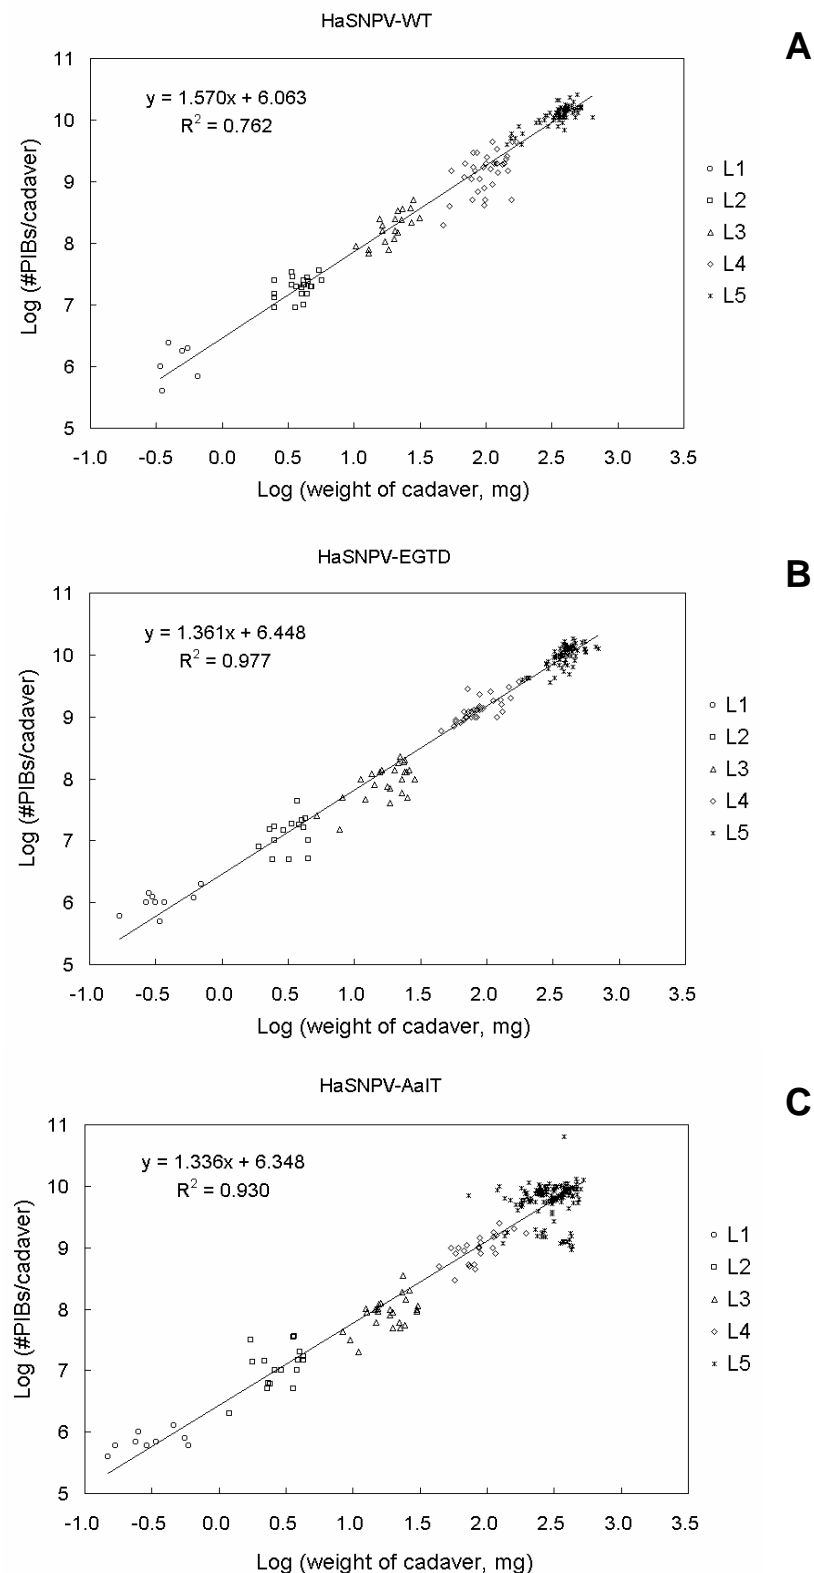 HaSNPV-WT
A
11
10
9
8
7
6
5
y = 1.570x + 6.063
R² = 0.762
Log (#PIBs/cadaver)
L1
L2
L3
L4
L5
-1.0 -0.5 0.0 0.5 1.0 1.5 2.0 2.5 3.0 3.5
Log (weight of cadaver, mg)
HaSNPV-EGTD
B
11
10
9
8
7
6
5
y = 1.361x + 6.448
R² = 0.977
Log (#PIBs/cadaver)
L1
L2
L3
L4
L5
-1.0 -0.5 0.0 0.5 1.0 1.5 2.0 2.5 3.0 3.5
Log (weight of cadaver, mg)
HaSNPV-AaIT
C
11
10
9
8
7
6
5
y = 1.336x + 6.348
R² = 0.930
Log (#PIBs/cadaver)
L1
L2
L3
L4
L5
-1.0 -0.5 0.0 0.5 1.0 1.5 2.0 2.5 3.0 3.5
Log (weight of cadaver, mg)